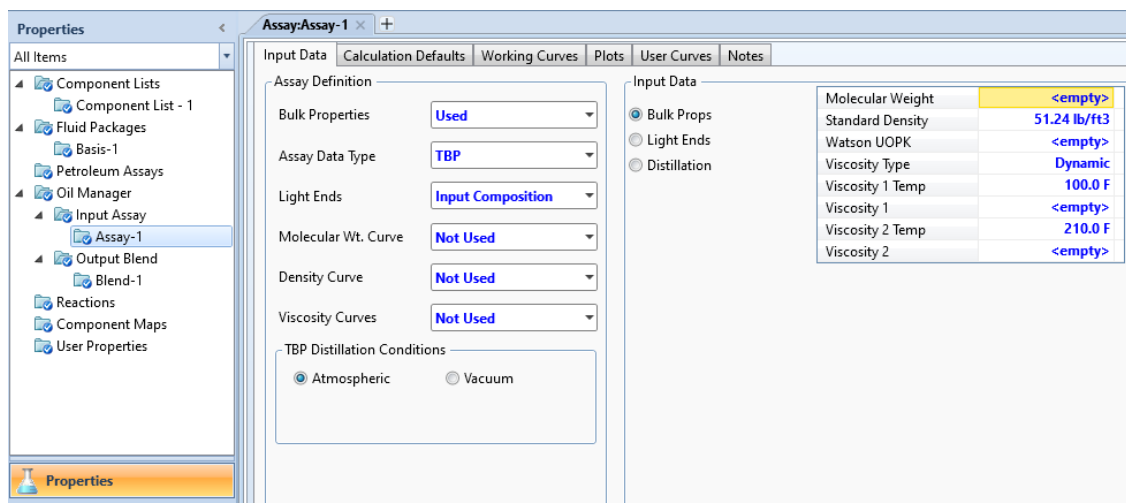 Properties <
All Items
Component Lists
Component List - 1
Fluid Packages
Basis-1
Petroleum Assays
Oil Manager
Input Assay
Assay-1
Output Blend
Blend-1
Reactions
Component Maps
User Properties
Properties
Assay:Assay-1 × +
Input Data Calculation Defaults Working Curves Plots User Curves Notes
Assay Definition
Bulk Properties Used
Assay Data Type TBP
Light Ends Input Composition
Molecular Wt. Curve Not Used
Density Curve Not Used
Viscosity Curves Not Used
TBP Distillation Conditions
Atmospheric Vacuum
Input Data
Bulk Props
Light Ends
Distillation
Molecular Weight <empty>
Standard Density 51.24 lb/ft3
Watson UOPK <empty>
Viscosity Type Dynamic
Viscosity 1 Temp 100.0 F
Viscosity 1 <empty>
Viscosity 2 Temp 210.0 F
Viscosity 2 <empty>